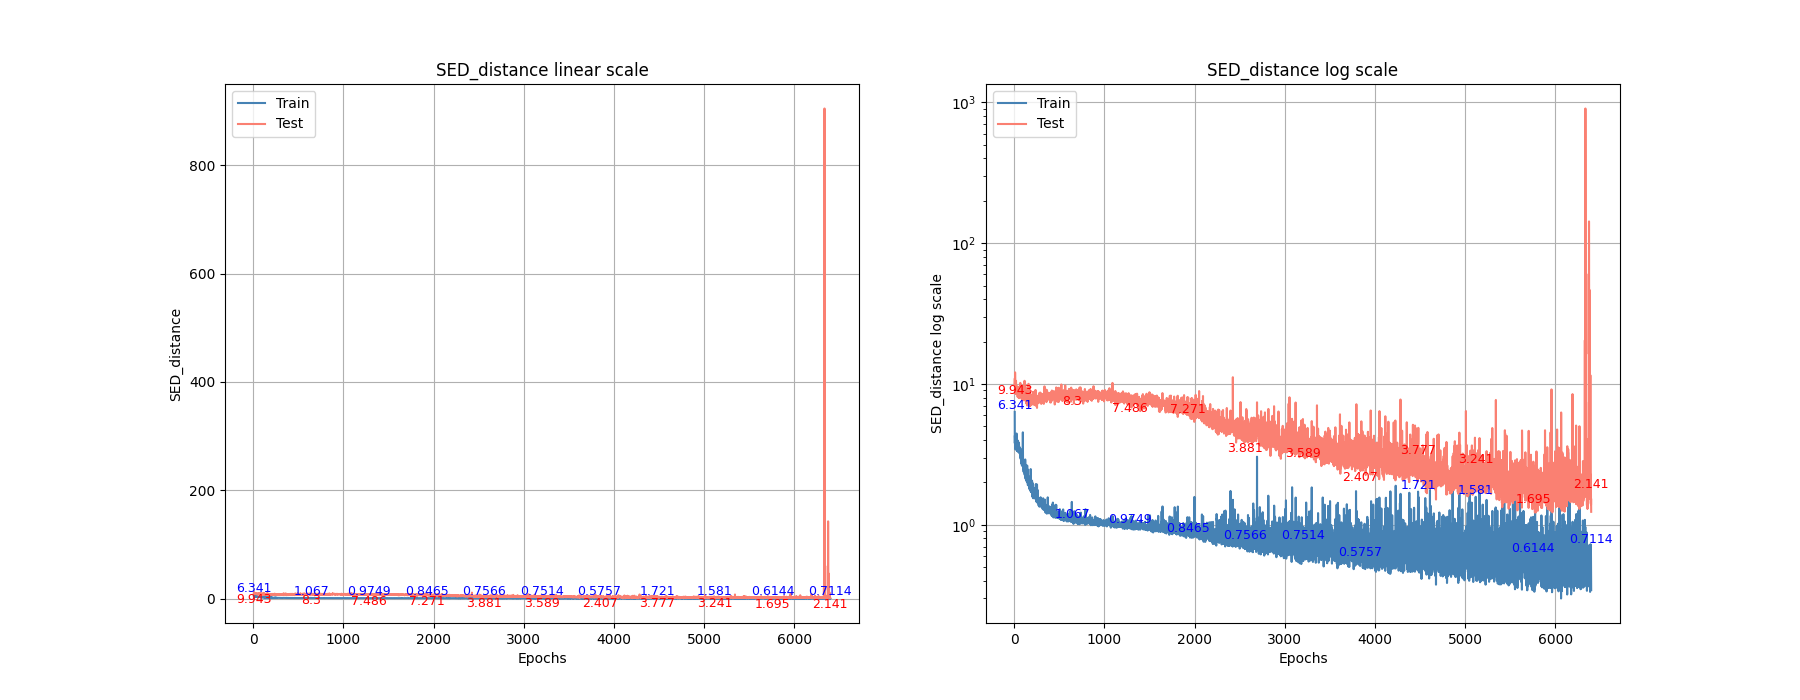 SED_distance linear scale
Train
Test
800
600
400
200
0
SED_distance
6.341 1.067 0.9749 0.8465 0.7566 0.7514 0.5757 1.721 1.581 0.6144 0.7114
9.943 8.3 7.486 7.271 3.881 3.589 2.407 3.777 3.241 1.695 2.141
0 1000 2000 3000 4000 5000 6000
Epochs
SED_distance log scale
Train
Test
10³
10²
10¹
10⁰
SED_distance log scale
9.943 8.3 7.486 7.271 3.881 3.589 2.407 3.777 3.241 1.695 2.141
6.341 1.067 0.9749 0.8465 0.7566 0.7514 0.5757 1.721 1.581 0.6144 0.7114
0 1000 2000 3000 4000 5000 6000
Epochs